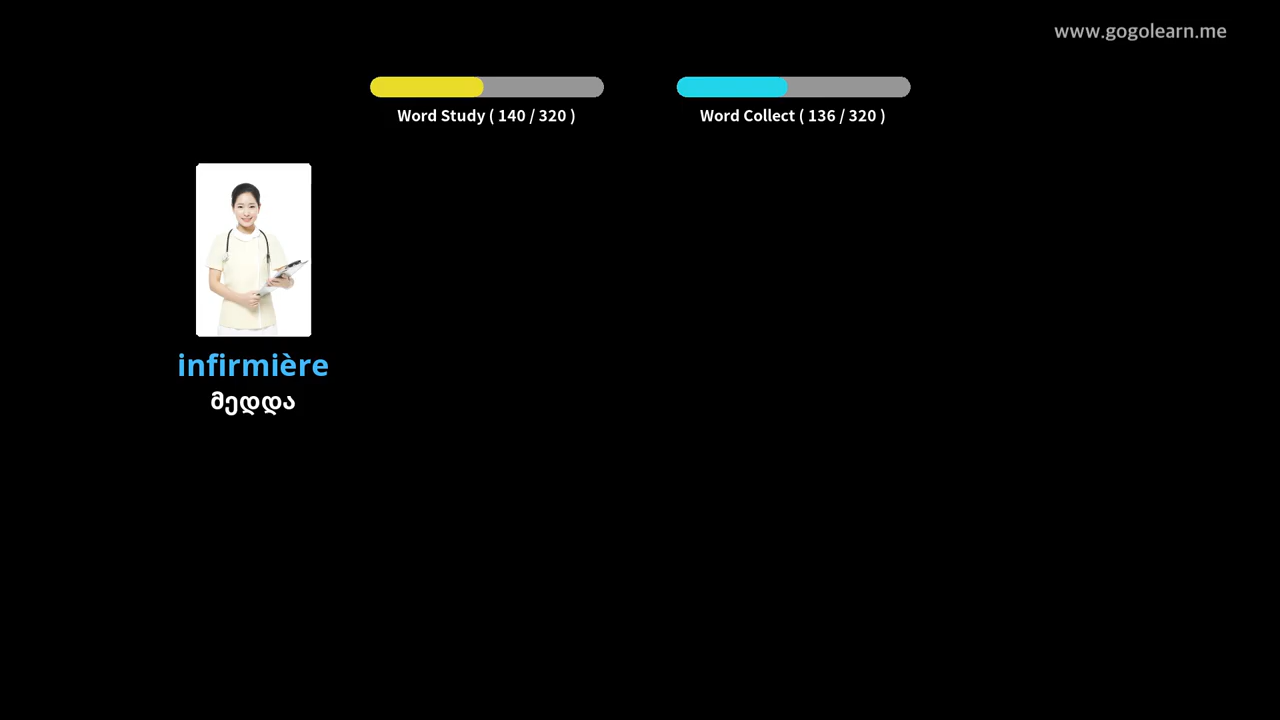 www.gogolearn.me
Word Study ( 140 / 320 )
Word Collect ( 136 / 320 )
infirmière
მედდა